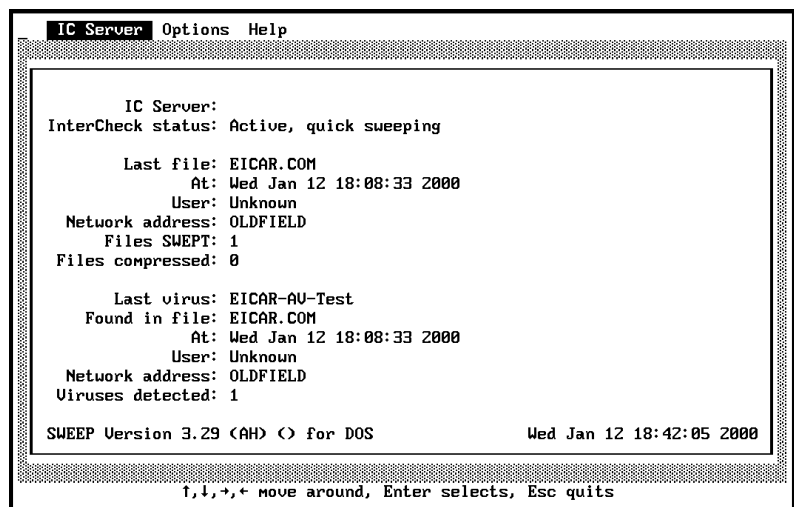 IC Server Options Help
IC Server:
InterCheck status: Active, quick sweeping
Last file: EICAR.COM
At: Wed Jan 12 18:08:33 2000
User: Unknown
Network address: OLDFIELD
Files SWEPT: 1
Files compressed: 0
Last virus: EICAR-AV-Test
Found in file: EICAR.COM
At: Wed Jan 12 18:08:33 2000
User: Unknown
Network address: OLDFIELD
Viruses detected: 1
SWEEP Version 3.29 (AH) () for DOS Wed Jan 12 18:42:05 2000
↑,↓,→,← move around, Enter selects, Esc quits